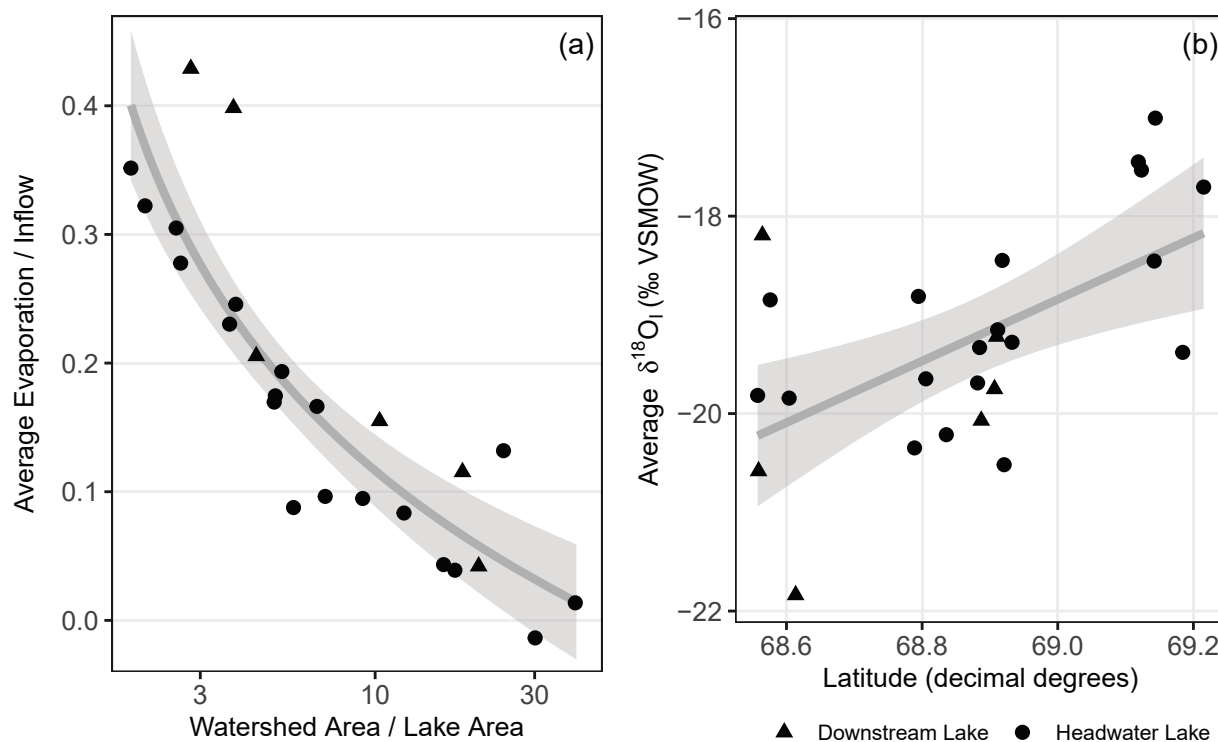 (a)
Average Evaporation / Inflow
0.4
0.3
0.2
0.1
0.0
3 10 30
Watershed Area / Lake Area
(b)
Average δ¹⁸Oₗ (‰ VSMOW)
−16
−18
−20
−22
68.6 68.8 69.0 69.2
Latitude (decimal degrees)
▲ Downstream Lake ● Headwater Lake